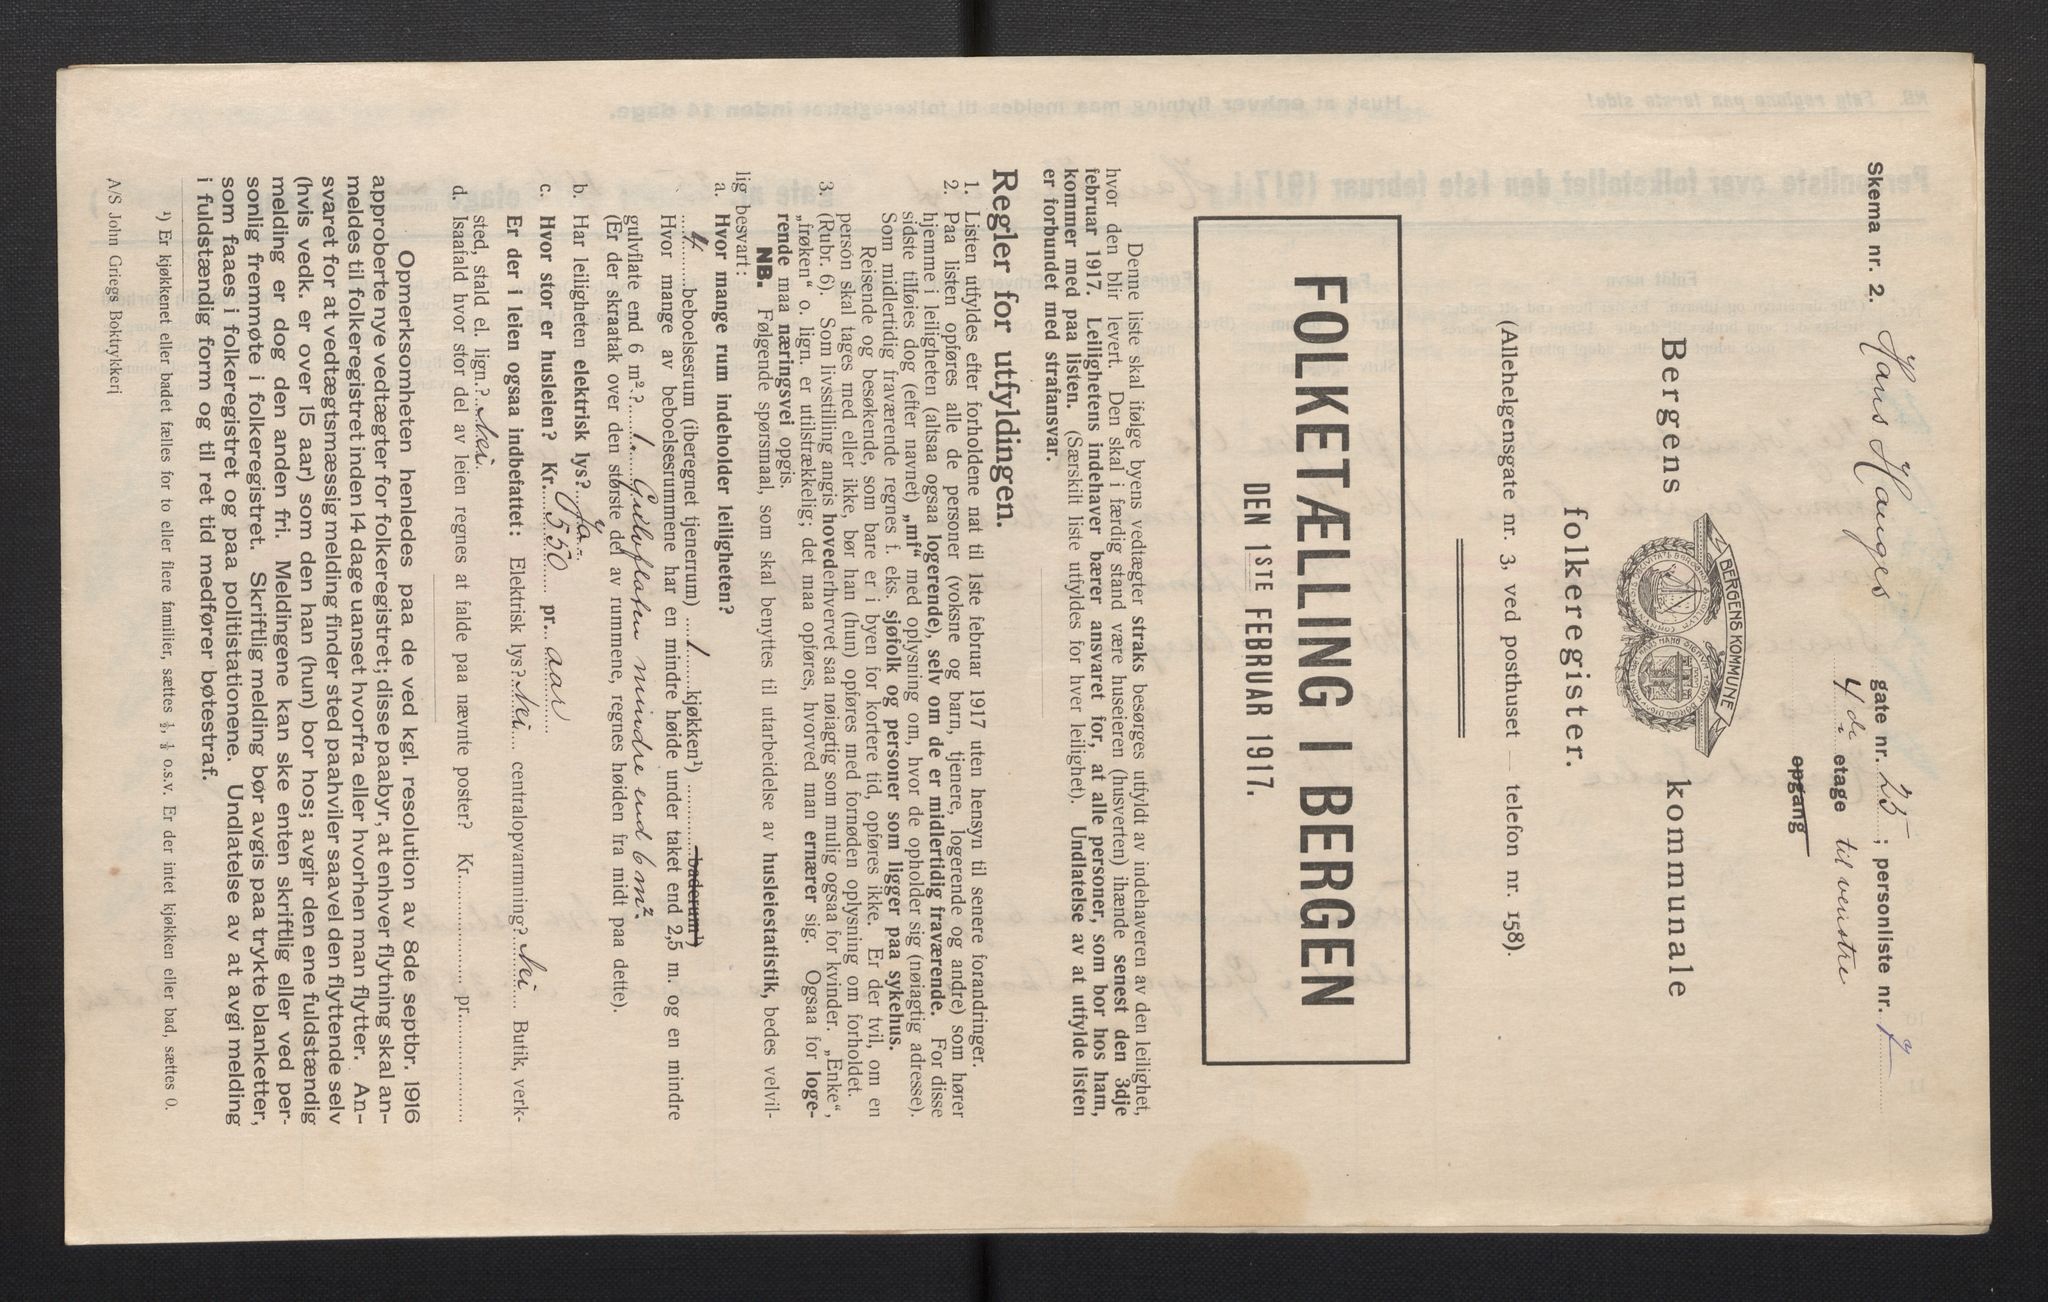 Skema nr. 2. Hans Hauges gate nr. 25; personliste nr. 7
4de etage til veistre
opgang
BERGENS KOMMUNE
Bergens kommunale
folkeregister.
(Allehelgensgate nr. 3, ved posthuset — telefon nr. 158).
FOLKETÆLLING I BERGEN
DEN 1STE FEBRUAR 1917.
Denne liste skal ifølge byens vedtægter straks besørges utfyldt av indehaveren av den leilighet,
hvor den blir levert. Den skal i færdig stand være huseieren (husverten) ihænde senest den 3dje
februar 1917. Leilighetens indehaver bærer ansvaret for, at alle personer, som bor hos ham,
kommer med paa listen. (Særskilt liste utfyldes for hver leilighet). Undlatelse av at utfylde listen
er forbundet med strafansvar.
Regler for utfyldingen.
1. Listen utfyldes efter forholdene nat til 1ste februar 1917 uten hensyn til senere forandringer.
2. Paa listen opføres alle de personer (voksne og barn, tjenere, logerende og andre) som hører
hjemme i leiligheten (altsaa ogsaa logerende), selv om de er midlertidig fraværende. For disse
sidste tilføies dog (efter navnet) „mf“ med oplysning om, hvor de opholder sig (nøiagtig adresse).
Som midlertidig fraværende regnes f. eks. sjøfolk og personer som ligger paa sykehus.
Reisende og besøkende, som bare er i byen for kortere tid, opføres ikke. Er der tvil, om en
persòn skal tages med eller ikke, bør han (hun) opføres med fornøden oplysning om forholdet.
3. (Rubr. 6). Som livsstilling angis hovederhvervet saa nøiagtig som mulig ogsaa for kvinder. „Enke“,
„frøken“ o. lign. er utilstrækkelig; det maa opføres, hvorved man ernærer sig. Ogsaa for loge-
rende maa næringsvei opgis.
NB. Følgende spørsmaal, som skal benyttes til utarbeidelse av husleiestatistik, bedes velvil-
lig besvart:
a. Hvor mange rum indeholder leiligheten?
4. beboelsesrum (iberegnet tjenerrum) 1 kjøkken¹) baderum¹)
Hvor mange av beboelsesrummene har en mindre høide under taket end 2,5 m. og en mindre
gulvflate end 6 m².? 1. Gulvflaten mindre end 6 m².
(Er der skraatak over den største del av rummene, regnes høiden fra midt paa dette).
b. Har leiligheten elektrisk lys? Ja
c. Hvor stor er husleien? Kr. 550 pr. aar
Er der i leien ogsaa indbefattet: Elektrisk lys? Nei centralopvarmning? Nei Butik, verk-
sted, stald el. lign.? Nei.
d. Isaafald hvor stor del av leien regnes at falde paa nævnte poster? Kr. pr.
Opmerksomheten henledes paa de ved kgl. resolution av 8de septbr. 1916
approberte nye vedtægter for folkeregistret; disse paabyr, at enhver flytning skal an-
meldes til folkeregistret inden 14 dage uanset hvorfra eller hvorhen man flytter. An-
svaret for at vedtægtsmæssig melding finder sted paahviler saavel den flyttende selv
(hvis vedk. er over 15 aar) som den han (hun) bor hos; avgir den ene fuldstændig
melding er dog den anden fri. Meldingene kan ske enten skriftlig eller ved per-
sonlig fremmøte i folkeregistret. Skriftlig melding bør avgis paa trykte blanketter,
som faaes i folkeregistret og paa politistationene. Undlatelse av at avgi melding
i fuldstændig form og til ret tid medfører bøtestraf.
¹) Er kjøkkenet eller badet fælles for to eller flere familier, sættes ½, ⅓ o.s.v. Er der intet kjøkken eller bad, sættes 0.
A/S John Griegs Boktrykkeri